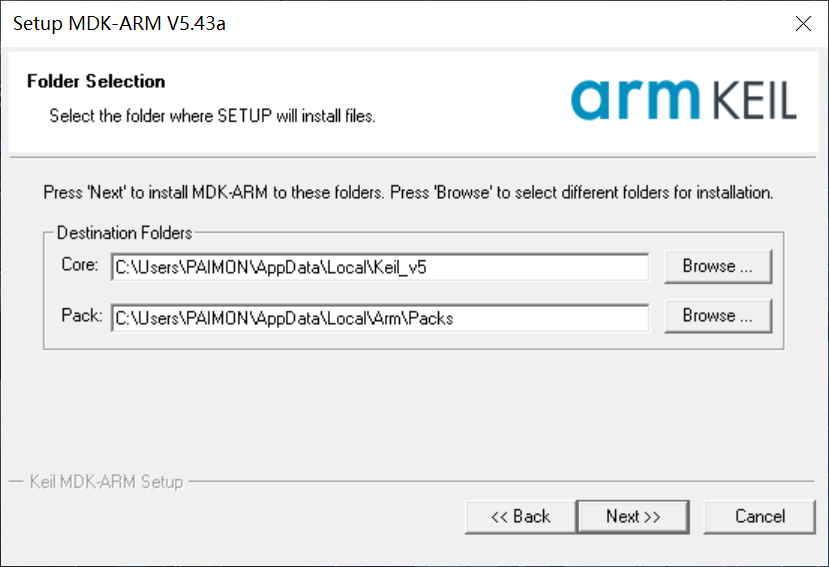 Setup MDK-ARM V5.43a
Folder Selection
Select the folder where SETUP will install files.
arm KEIL
Press 'Next' to install MDK-ARM to these folders. Press 'Browse' to select different folders for installation.
Destination Folders
Core: C:\Users\PAIMON\AppData\Local\Keil_v5 Browse ...
Pack: C:\Users\PAIMON\AppData\Local\Arm\Packs Browse ...
Keil MDK-ARM Setup
<< Back Next >> Cancel